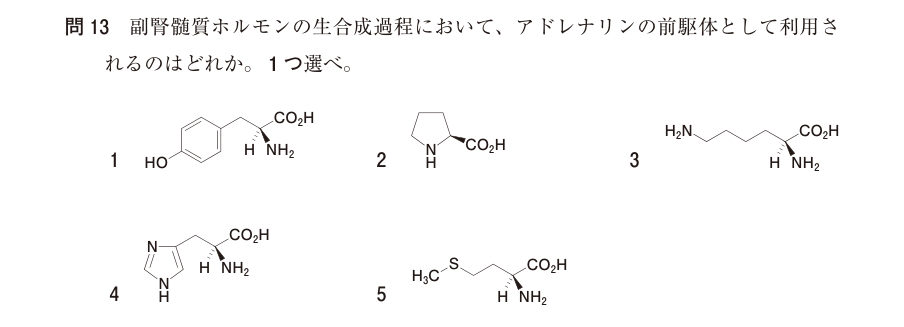 問 13 副腎髄質ホルモンの生合成過程において、アドレナリンの前駆体として利用さ
れるのはどれか。 1つ選べ。
1 HO CO₂H H NH₂
2 N H CO₂H
3 NH₂ CO₂H H NH₂
4 N N H CO₂H H NH₂
5 H₃C S CO₂H H NH₂